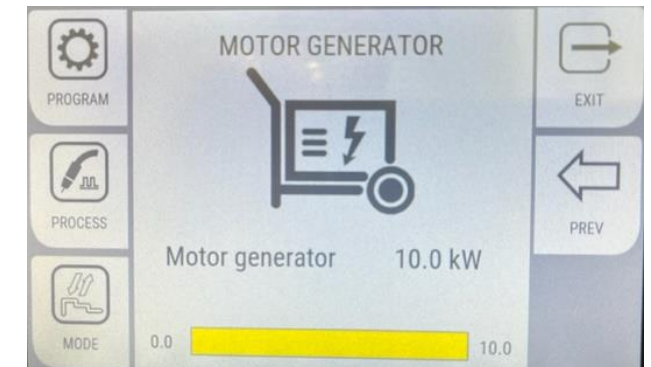 MOTOR GENERATOR
PROGRAM
EXIT
PROCESS
PREV
Motor generator 10.0 kW
MODE
0.0 10.0